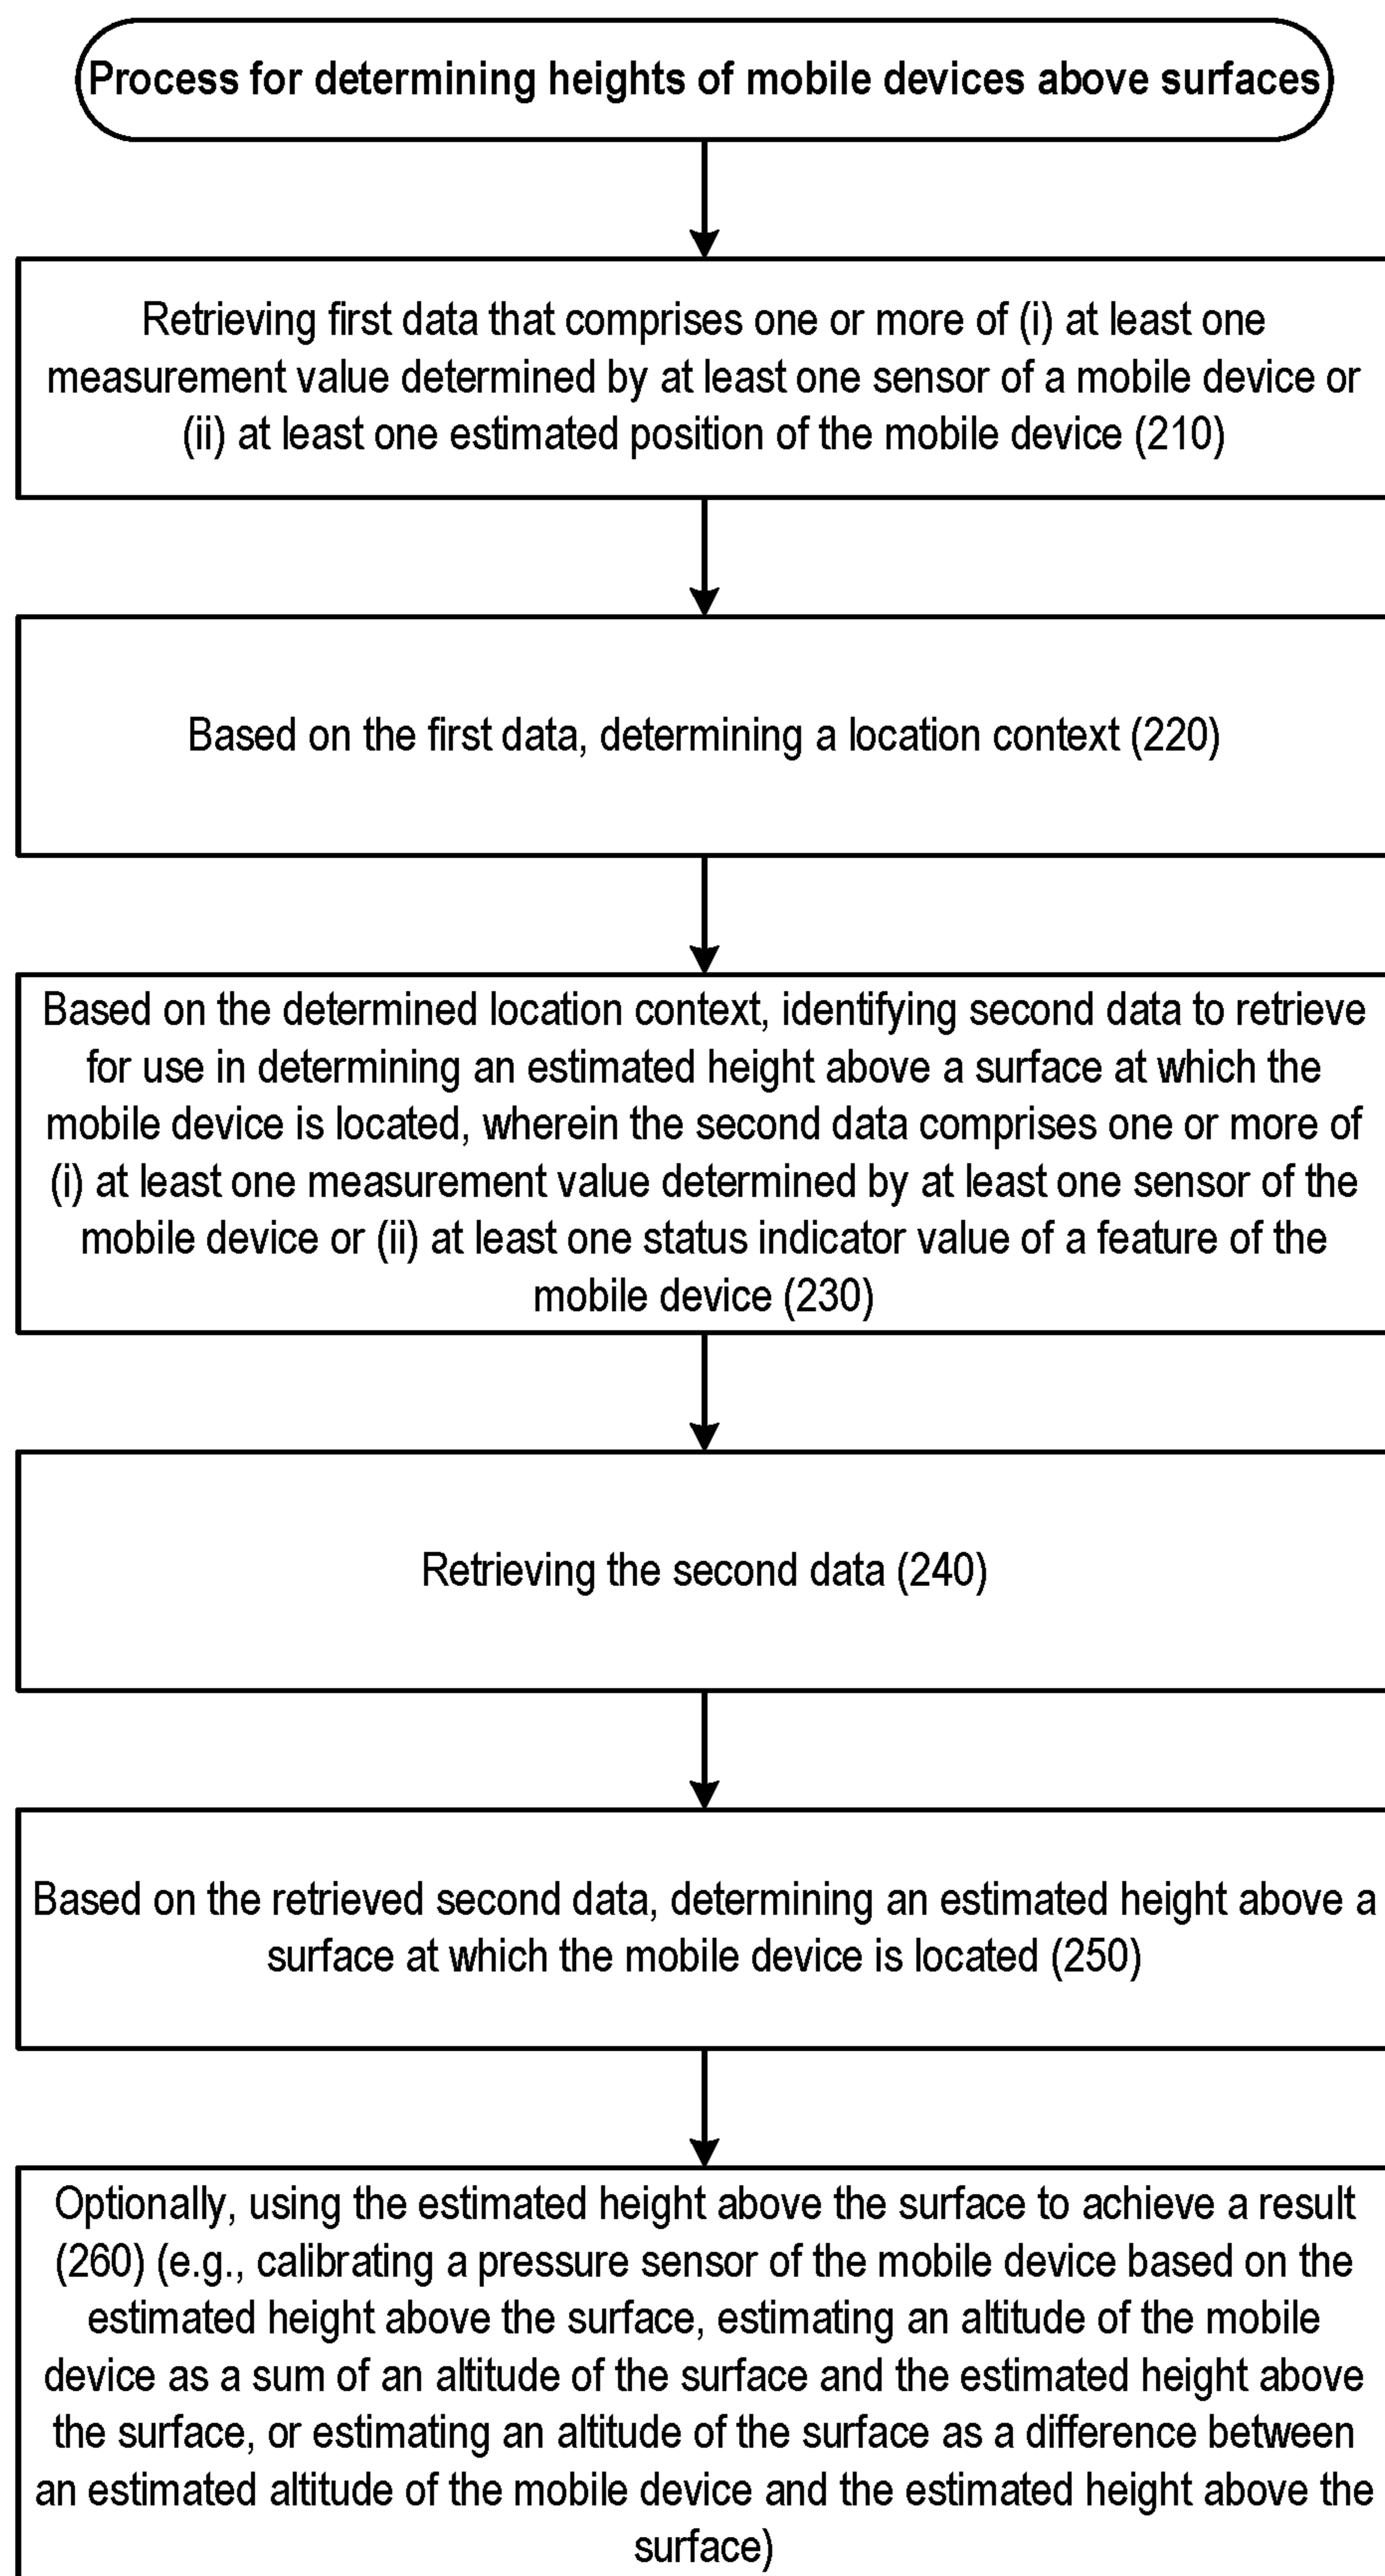 Process for determining heights of mobile devices above surfaces
Retrieving first data that comprises one or more of (i) at least one
measurement value determined by at least one sensor of a mobile device or
(ii) at least one estimated position of the mobile device (210)
Based on the first data, determining a location context (220)
Based on the determined location context, identifying second data to retrieve
for use in determining an estimated height above a surface at which the
mobile device is located, wherein the second data comprises one or more of
(i) at least one measurement value determined by at least one sensor of the
mobile device or (ii) at least one status indicator value of a feature of the
mobile device (230)
Retrieving the second data (240)
Based on the retrieved second data, determining an estimated height above a
surface at which the mobile device is located (250)
Optionally, using the estimated height above the surface to achieve a result
(260) (e.g., calibrating a pressure sensor of the mobile device based on the
estimated height above the surface, estimating an altitude of the mobile
device as a sum of an altitude of the surface and the estimated height above
the surface, or estimating an altitude of the surface as a difference between
an estimated altitude of the mobile device and the estimated height above the
surface)